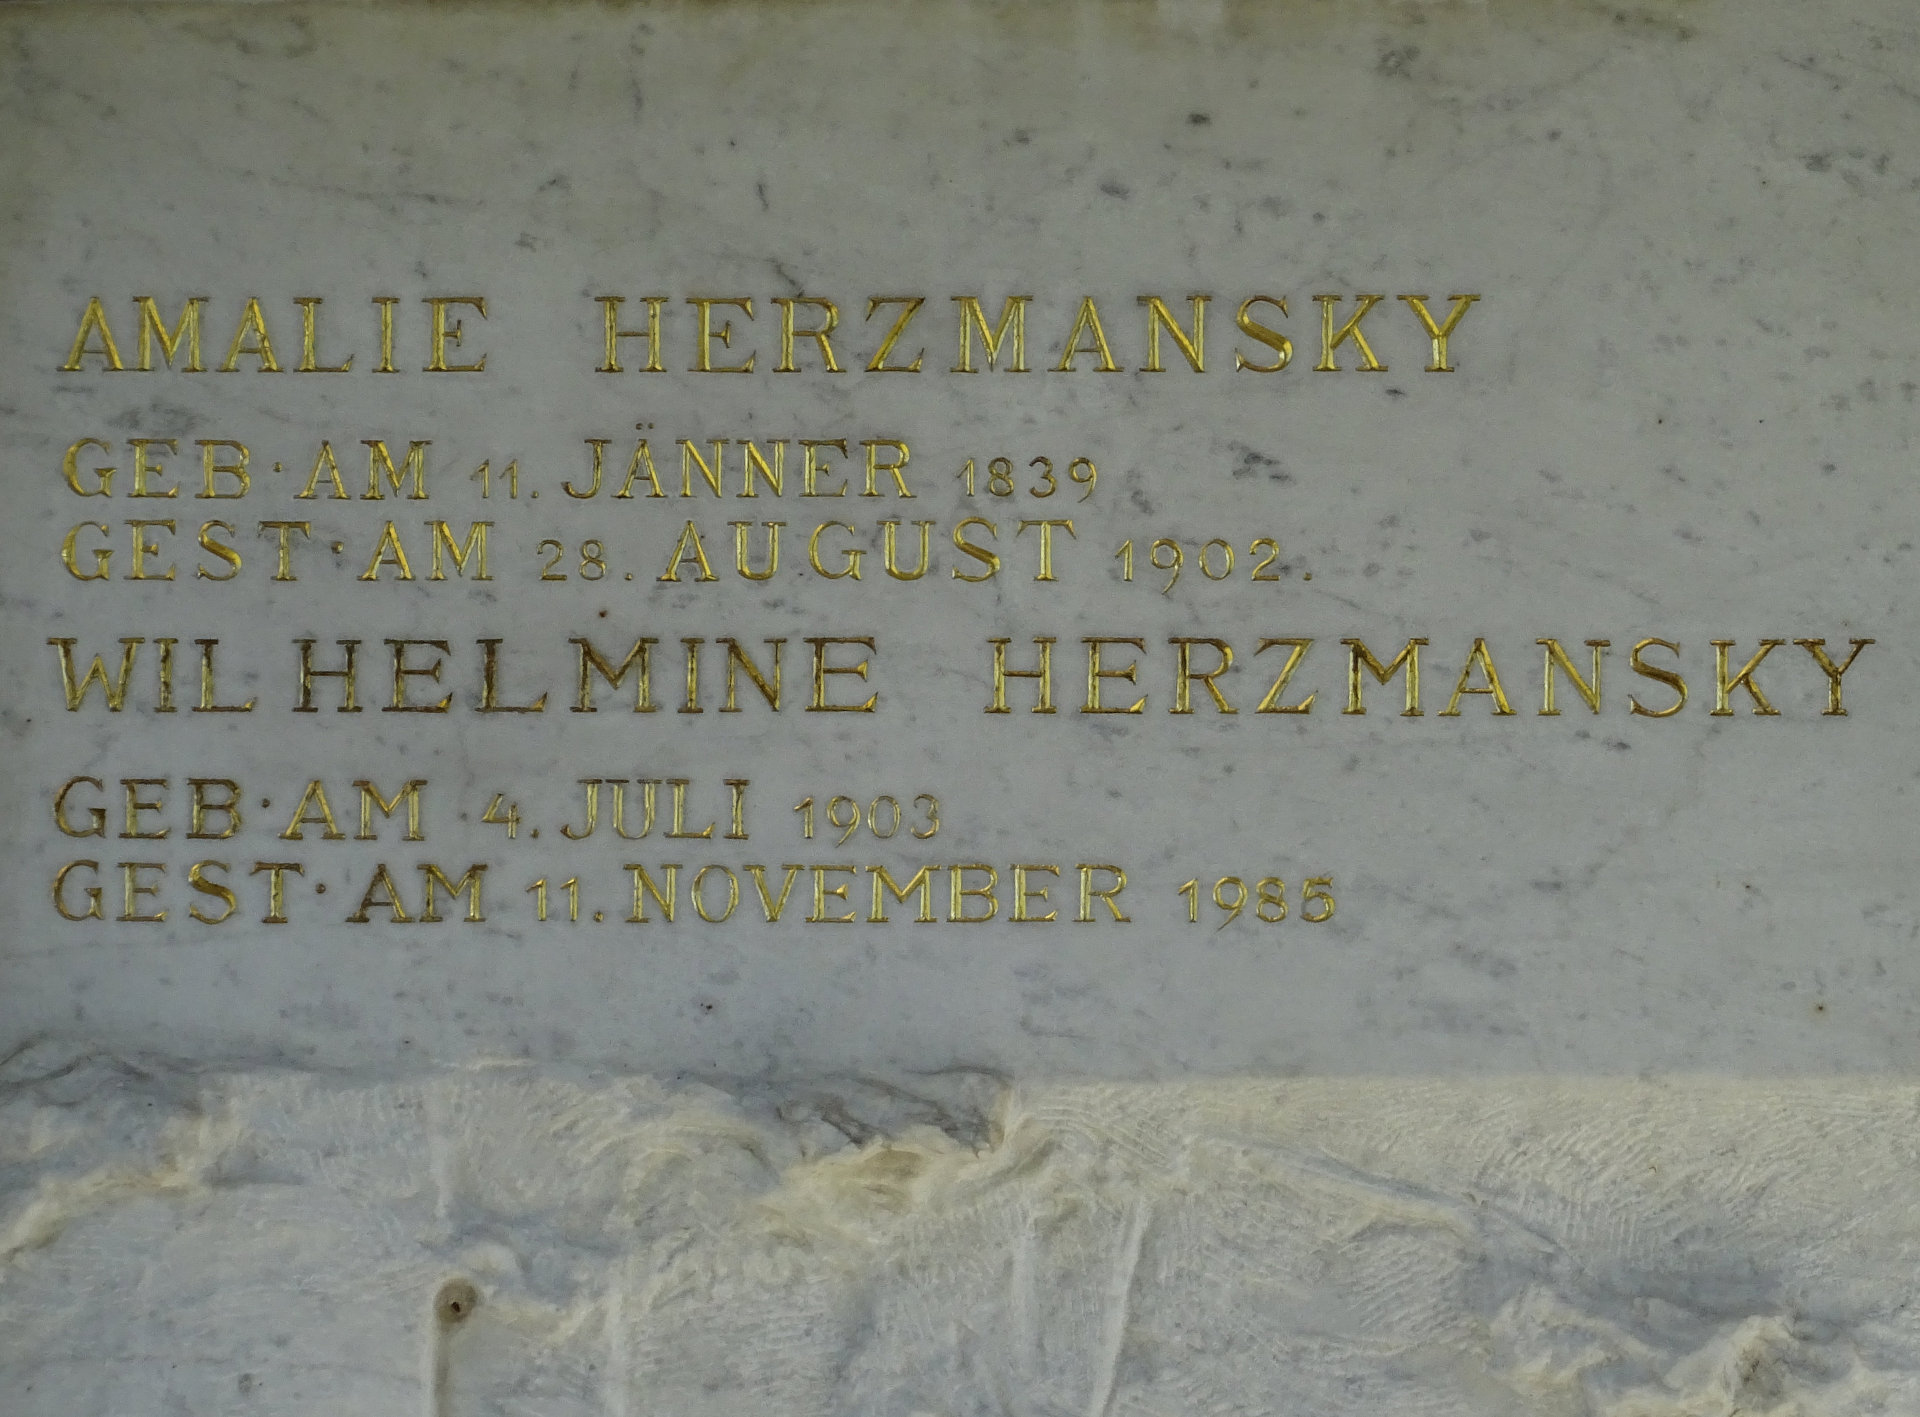 AMALIE HERZMANSKY
GEB·AM 11. JÄNNER 1839
GEST·AM 28. AUGUST 1902.
WILHELMINE HERZMANSKY
GEB·AM 4. JULI 1903
GEST·AM 11. NOVEMBER 1985